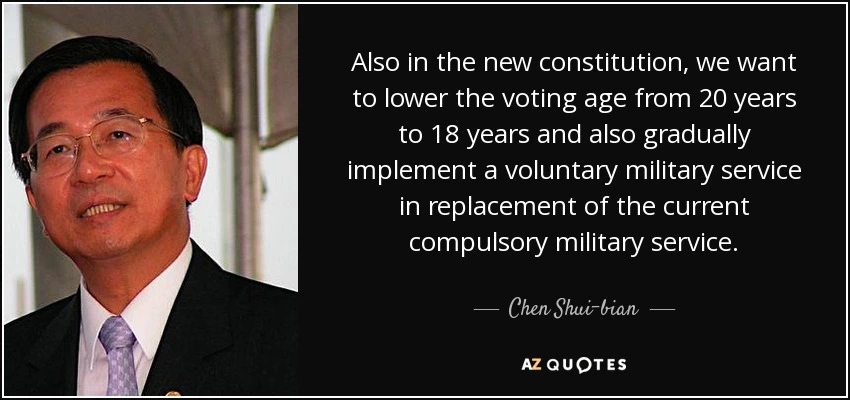 Also in the new constitution, we want
to lower the voting age from 20 years
to 18 years and also gradually
implement a voluntary military service
in replacement of the current
compulsory military service.
Chen Shui-bian
AZ QUOTES